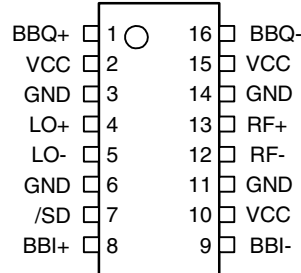 BBQ+ 1 16 BBQ-
VCC 2 15 VCC
GND 3 14 GND
LO+ 4 13 RF+
LO- 5 12 RF-
GND 6 11 GND
/SD 7 10 VCC
BBI+ 8 9 BBI-